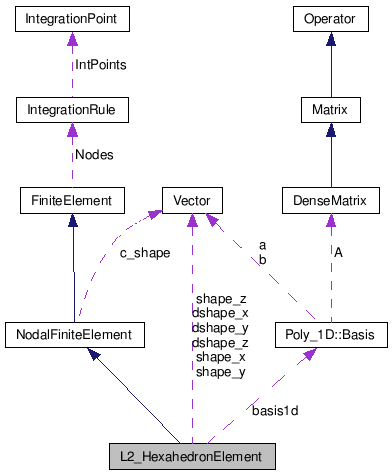 IntegrationPoint
Operator
IntPoints
IntegrationRule
Matrix
Nodes
FiniteElement
Vector
DenseMatrix
c_shape
a
b
A
shape_z
dshape_x
dshape_y
dshape_z
shape_x
shape_y
NodalFiniteElement
Poly_1D::Basis
basis1d
L2_HexahedronElement